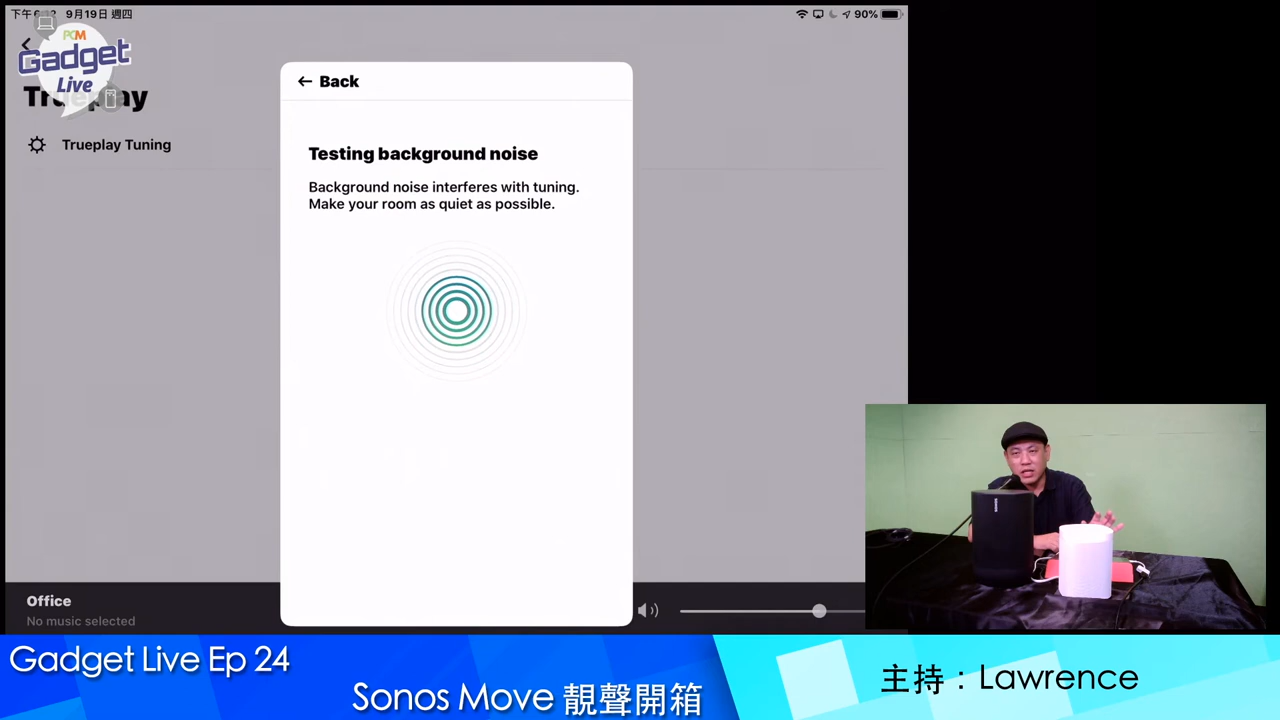 9月19日 週四
90%
PCM
Gadget
Live
Trueplay Tuning
Back
Testing background noise
Background noise interferes with tuning.
Make your room as quiet as possible.
Office
No music selected
SONOS
Gadget Live Ep 24
Sonos Move 靚聲開箱
主持：Lawrence